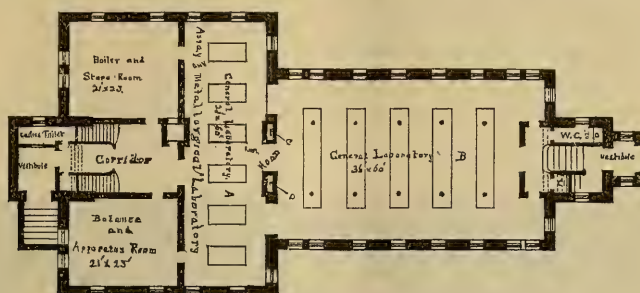 Boiler and
Store-Room
21'x23'
Ladies Toilet
Vestibule
Corridor
Balance
and
Apparatus Room
21'x23'
Assay & Metallurgical Laboratory
General Laboratory
A
HOOD
C
D
General Laboratory B
36'x60'
W.C.
Vestibule